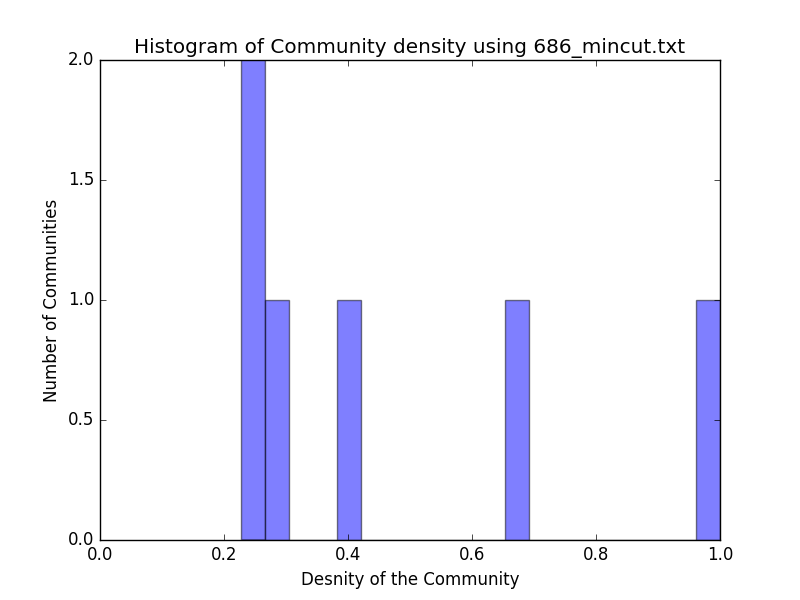 Histogram of Community density using 686_mincut.txt
2.0
1.5
1.0
0.5
0.0
Number of Communities
0.0 0.2 0.4 0.6 0.8 1.0
Desnity of the Community